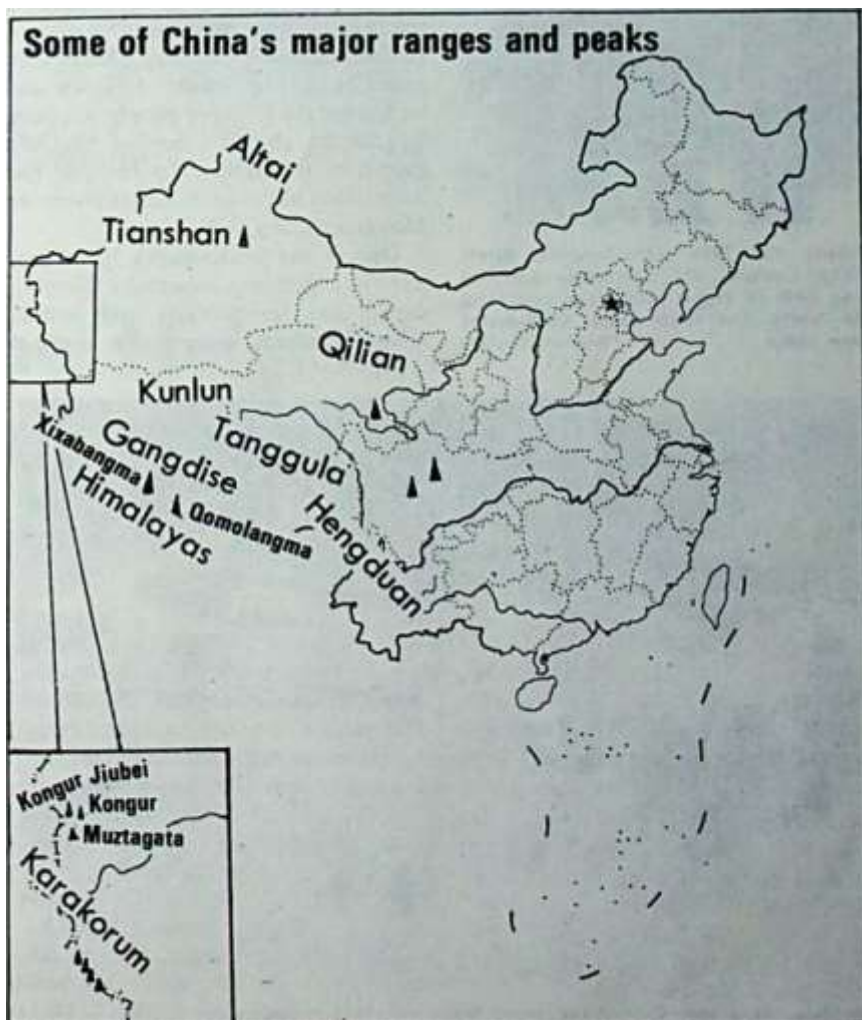 Some of China's major ranges and peaks
Altai
Tianshan
Qilian
Kunlun
Tanggula
Gangdise
Xixabangma
Himalayas
Qomolangma
Hengduan
Kongur Jiubei
Kongur
Muztagata
Karakorum